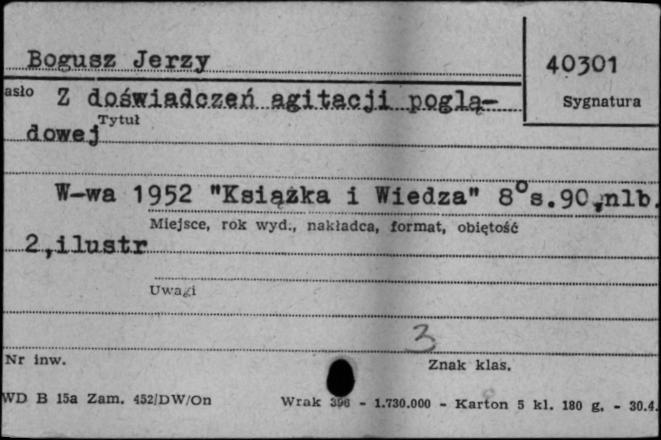 Bogusz Jerzy
40301
asło Z doświadczeń agitacji poglą-
Sygnatura
Tytuł
dowej
W-wa 1952 "Książka i Wiedza" 8°s.90,nlb.
Miejsce, rok wyd., nakładca, format, objętość
2,ilustr
Uwagi
3
Nr inw.
Znak klas.
WD B 15a Zam. 452/DW/On
Wrak 396 - 1.730.000 - Karton 5 kl. 180 g. - 30.4.